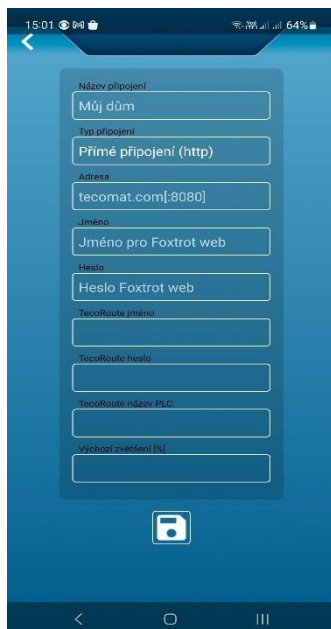 15:01 64%
Název připojení
Můj dům
Typ připojení
Přímé připojení (http)
Adresa
tecomat.com[:8080]
Jméno
Jméno pro Foxtrot web
Heslo
Heslo Foxtrot web
TecoRoute jméno
TecoRoute heslo
TecoRoute název PLC
Výchozí zvětšení [%]